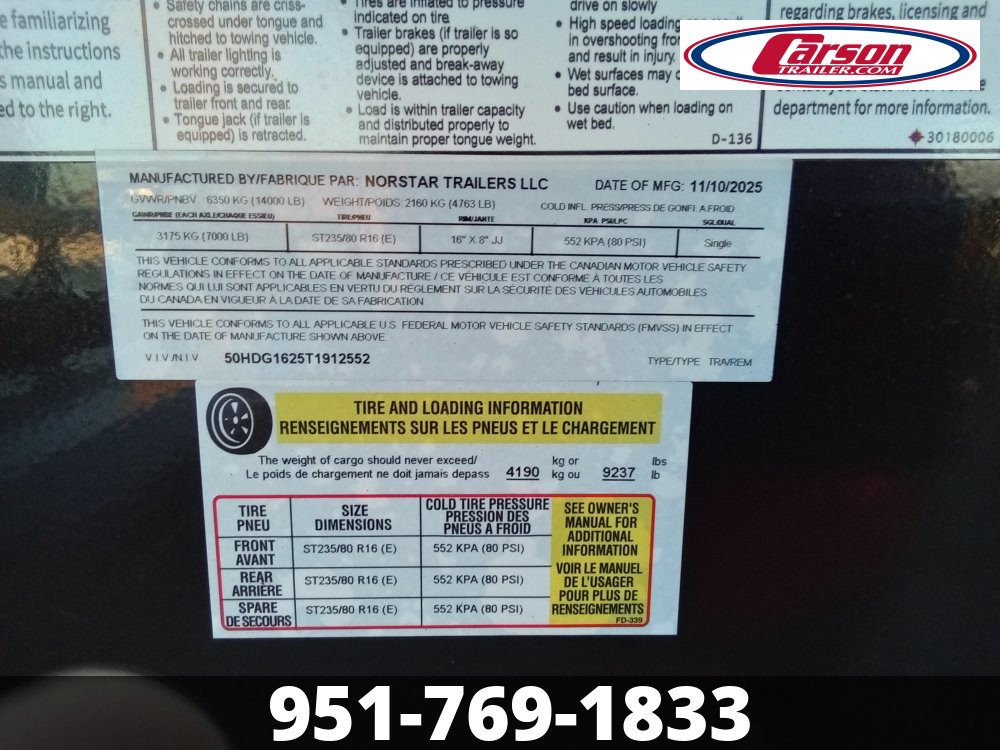 e familiarizing
the instructions
s manual and
ed to the right.
• Safety chains are criss-
crossed under tongue and
hitched to towing vehicle.
• All trailer lighting is
working correctly.
• Loading is secured to
trailer front and rear.
• Tongue jack (if trailer is
equipped) is retracted.
• Tires are inflated to pressure
indicated on tire
• Trailer brakes (if trailer is so
equipped) are properly
adjusted and break-away
device is attached to towing
vehicle.
• Load is within trailer capacity
and distributed properly to
maintain proper tongue weight.
drive on slowly
• High speed loading
in overshooting
and result in injury.
• Wet surfaces may
bed surface.
• Use caution when loading on
wet bed.
D-136
regarding brakes, licensing and
department for more information.
30180006
Carson
TRAILER.COM
MANUFACTURED BY/FABRIQUE PAR: NORSTAR TRAILERS LLC DATE OF MFG: 11/10/2025
GVWR/PNBV 6350 KG (14000 LB) WEIGHT/POIDS: 2160 KG (4763 LB) COLD INFL. PRESS/PRESS DE GONFL A FROID
GAWR/PNBE (EACH AXLE/CHAQUE ESSIEU) TIRE/PNEU RIM/JANTE KPA PSI/LPC SGL/DUAL
3175 KG (7000 LB) ST235/80 R16 (E) 16" X 8" JJ 552 KPA (80 PSI) Single
THIS VEHICLE CONFORMS TO ALL APPLICABLE STANDARDS PRESCRIBED UNDER THE CANADIAN MOTOR VEHICLE SAFETY
REGULATIONS IN EFFECT ON THE DATE OF MANUFACTURE / CE VÉHICULE EST CONFORME À TOUTES LES
NORMES QUI LUI SONT APPLICABLES EN VERTU DU RÉGLEMENT SUR LA SÉCURITÉ DES VÉHICULES AUTOMOBILES
DU CANADA EN VIGUEUR À LA DATE DE SA FABRICATION
THIS VEHICLE CONFORMS TO ALL APPLICABLE U.S. FEDERAL MOTOR VEHICLE SAFETY STANDARDS (FMVSS) IN EFFECT
ON THE DATE OF MANUFACTURE SHOWN ABOVE
V I V /N I V 50HDG1625T1912552 TYPE/TYPE TRA/REM
TIRE AND LOADING INFORMATION
RENSEIGNEMENTS SUR LES PNEUS ET LE CHARGEMENT
The weight of cargo should never exceed/ kg or lbs
Le poids de chargement ne doit jamais depass 4190 kg ou 9237 lb
TIRE SIZE COLD TIRE PRESSURE
PNEU DIMENSIONS PRESSION DES
PNEUS A FROID
FRONT
AVANT ST235/80 R16 (E) 552 KPA (80 PSI)
REAR
ARRIÈRE ST235/80 R16 (E) 552 KPA (80 PSI)
SPARE
DE SECOURS ST235/80 R16 (E) 552 KPA (80 PSI)
SEE OWNER'S
MANUAL FOR
ADDITIONAL
INFORMATION
VOIR LE MANUEL
DE L'USAGER
POUR PLUS DE
RENSEIGNEMENTS
FD-339
951-769-1833